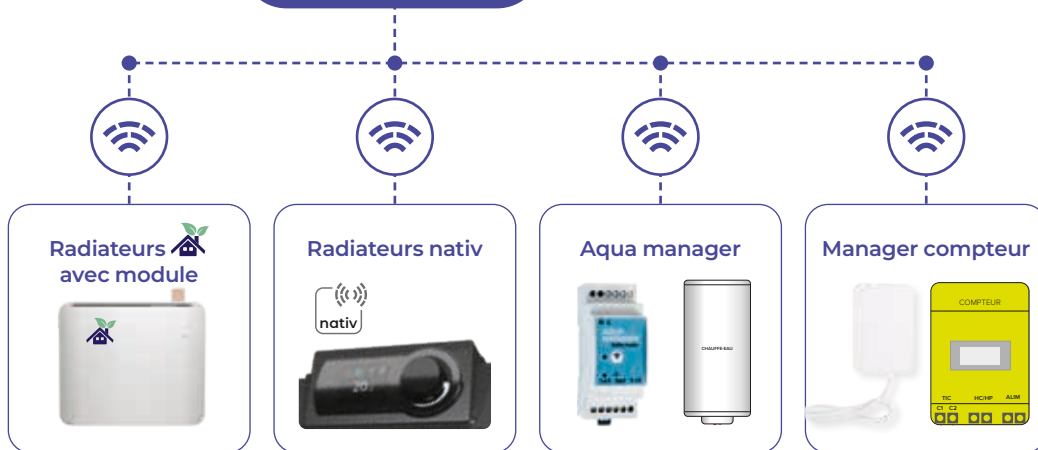 Radiateurs
avec module
Radiateurs nativ
nativ
20
Aqua manager
CHAUFFE-EAU
Manager compteur
COMPTEUR
TIC HC/HP ALIM
C1 C2